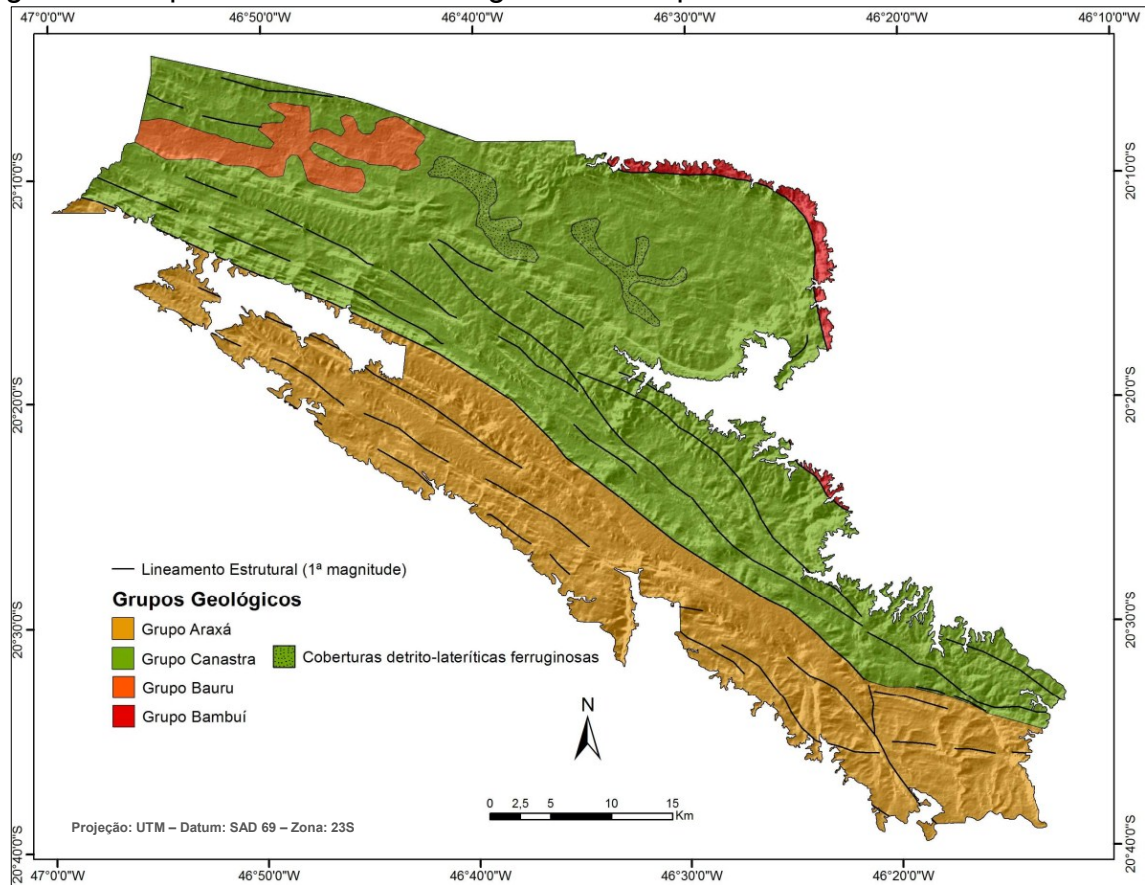 47°0'0"W 46°50'0"W 46°40'0"W 46°30'0"W 46°20'0"W 46°10'0"W
20°10'0"S 20°10'0"S
20°20'0"S 20°20'0"S
20°30'0"S 20°30'0"S
20°40'0"S 20°40'0"S
Lineamento Estrutural (1ª magnitude)
Grupos Geológicos
Grupo Araxá
Grupo Canastra
Coberturas detrito-lateríticas ferruginosas
Grupo Bauru
Grupo Bambuí
N
0 2,5 5 10 15
Km
Projeção: UTM – Datum: SAD 69 – Zona: 23S
47°0'0"W 46°50'0"W 46°40'0"W 46°30'0"W 46°20'0"W